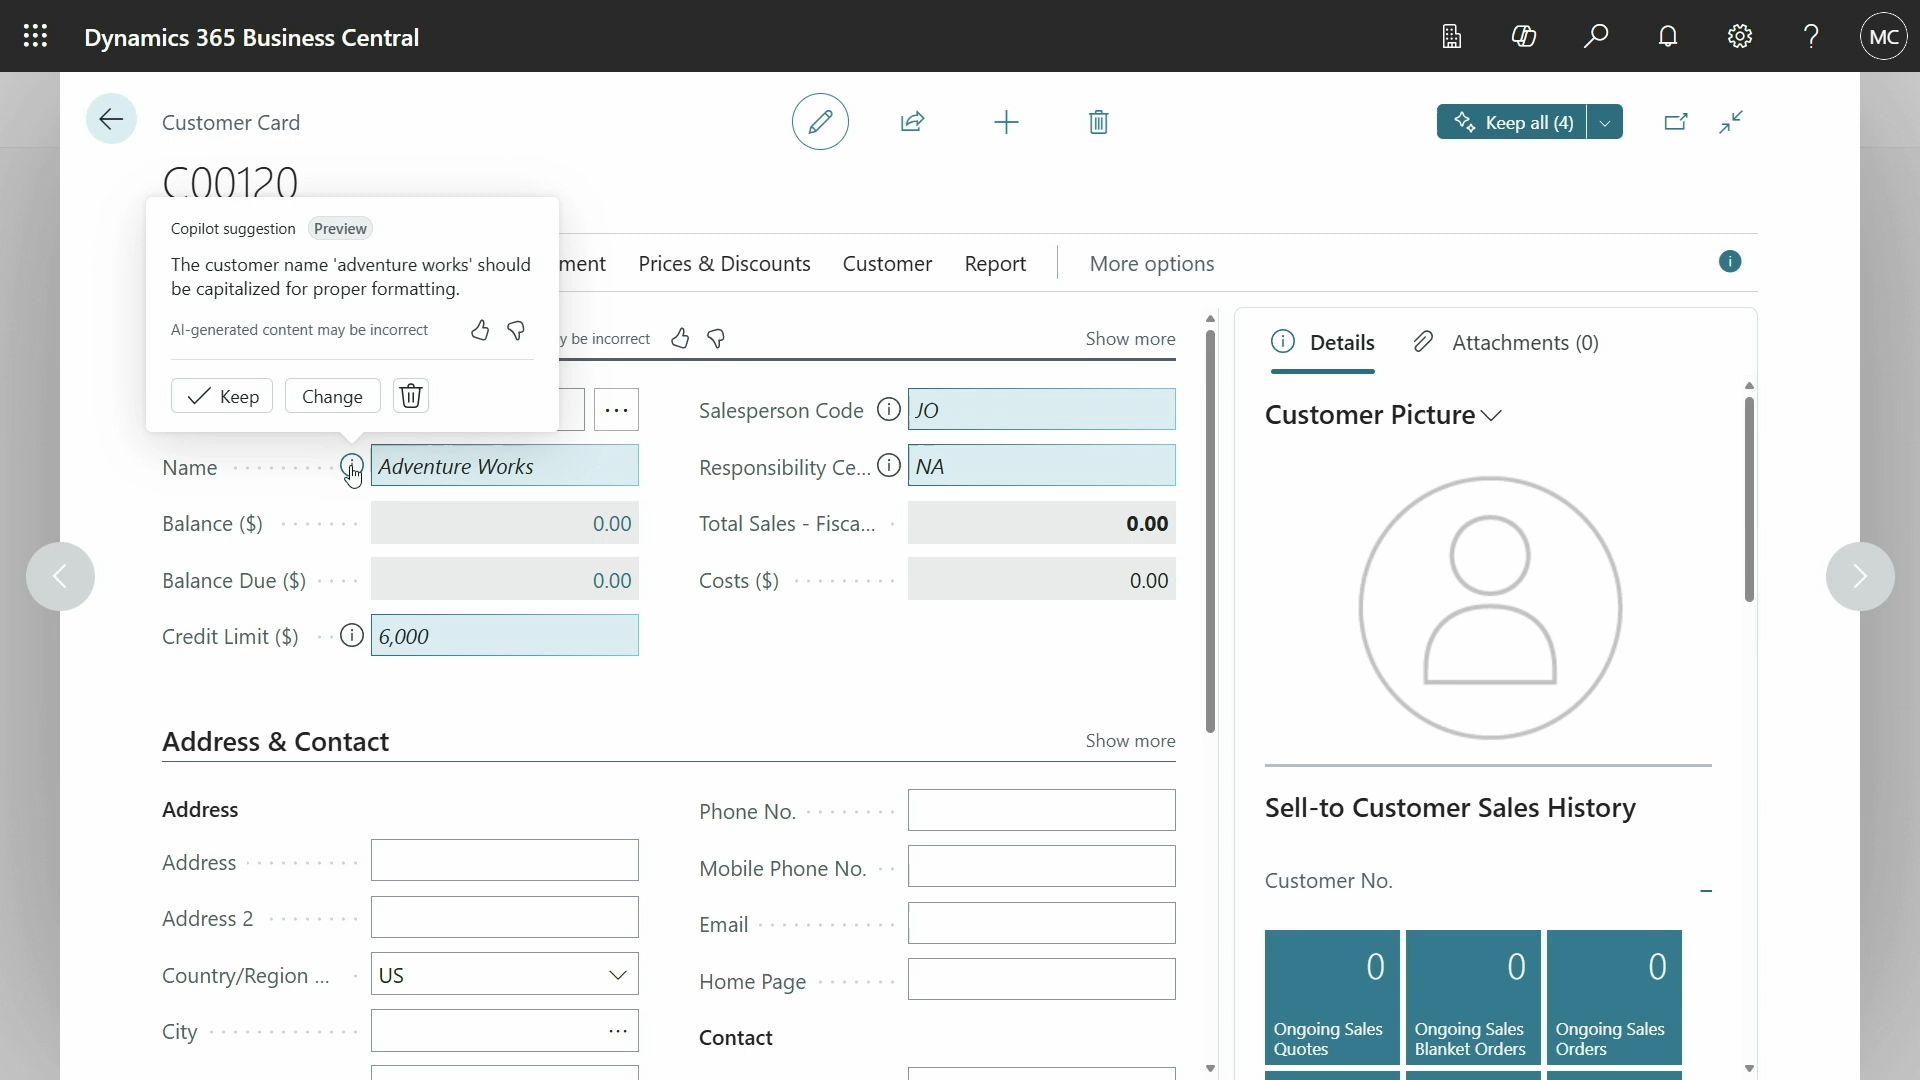 Dynamics 365 Business Central
MC
Customer Card
Keep all (4)
C00120
Copilot suggestion Preview
The customer name 'adventure works' should
be capitalized for proper formatting.
AI-generated content may be incorrect
Keep
Change
ment
Prices & Discounts
Customer
Report
More options
y be incorrect
Show more
Details
Attachments (0)
Salesperson Code
JO
Customer Picture
Name
Adventure Works
Responsibility Ce...
NA
Balance ($)
0.00
Total Sales - Fisca...
0.00
Balance Due ($)
0.00
Costs ($)
0.00
Credit Limit ($)
6,000
Address & Contact
Show more
Sell-to Customer Sales History
Address
Phone No.
Address
Mobile Phone No.
Customer No.
Address 2
Email
Country/Region ...
US
Home Page
City
Contact
0
Ongoing Sales
Quotes
0
Ongoing Sales
Blanket Orders
0
Ongoing Sales
Orders